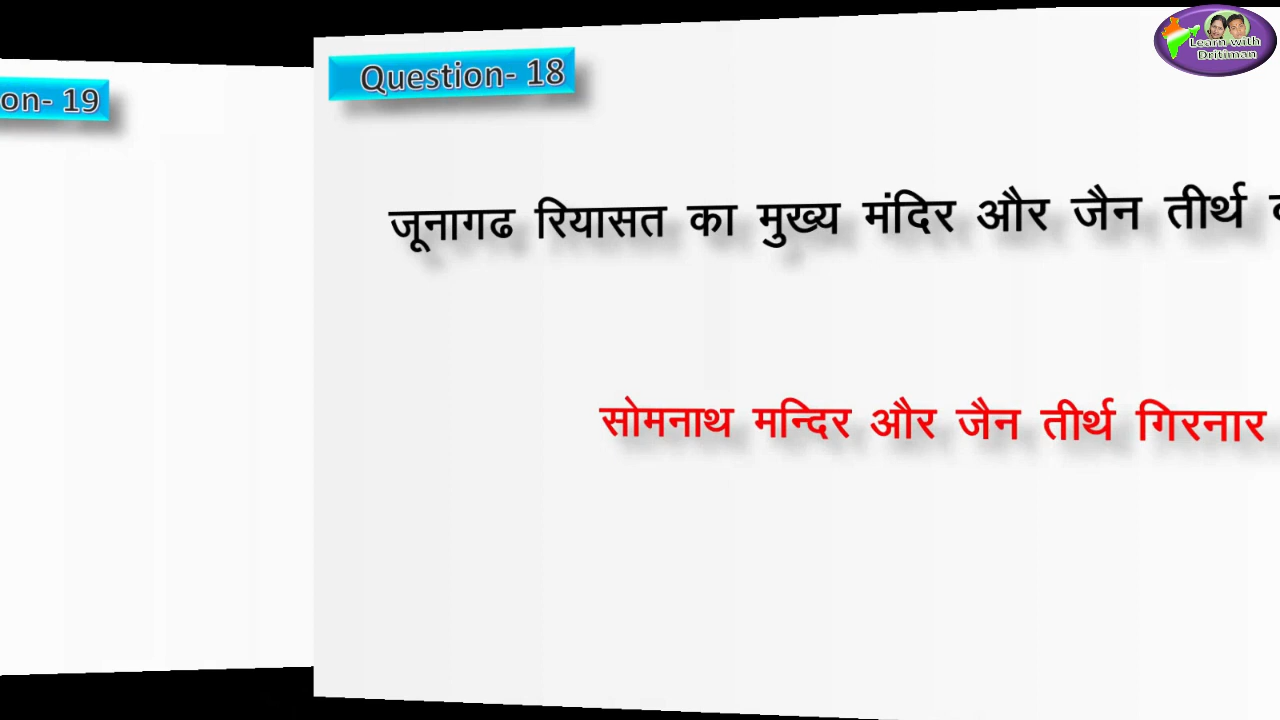 on- 19
Question- 18
Learn with
Dritiman
जूनागढ रियासत का मुख्य मंदिर और जैन तीर्थ
सोमनाथ मन्दिर और जैन तीर्थ गिरनार